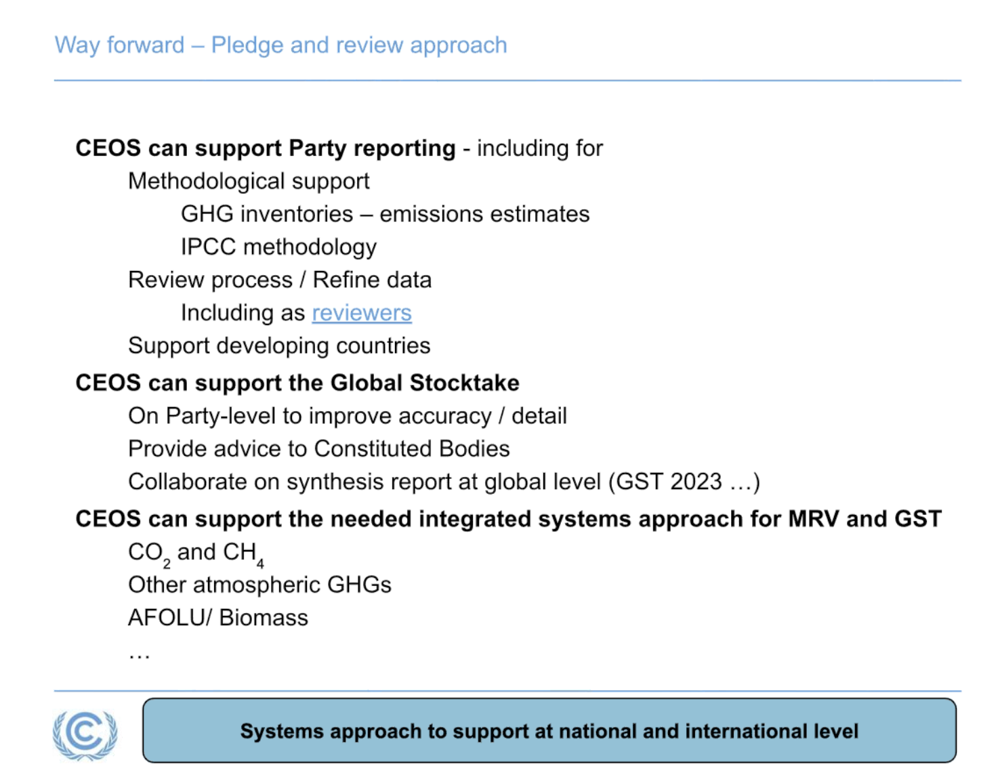 Way forward – Pledge and review approach
CEOS can support Party reporting - including for
Methodological support
GHG inventories – emissions estimates
IPCC methodology
Review process / Refine data
Including as reviewers
Support developing countries
CEOS can support the Global Stocktake
On Party-level to improve accuracy / detail
Provide advice to Constituted Bodies
Collaborate on synthesis report at global level (GST 2023 …)
CEOS can support the needed integrated systems approach for MRV and GST
CO₂ and CH₄
Other atmospheric GHGs
AFOLU/ Biomass
…
Systems approach to support at national and international level